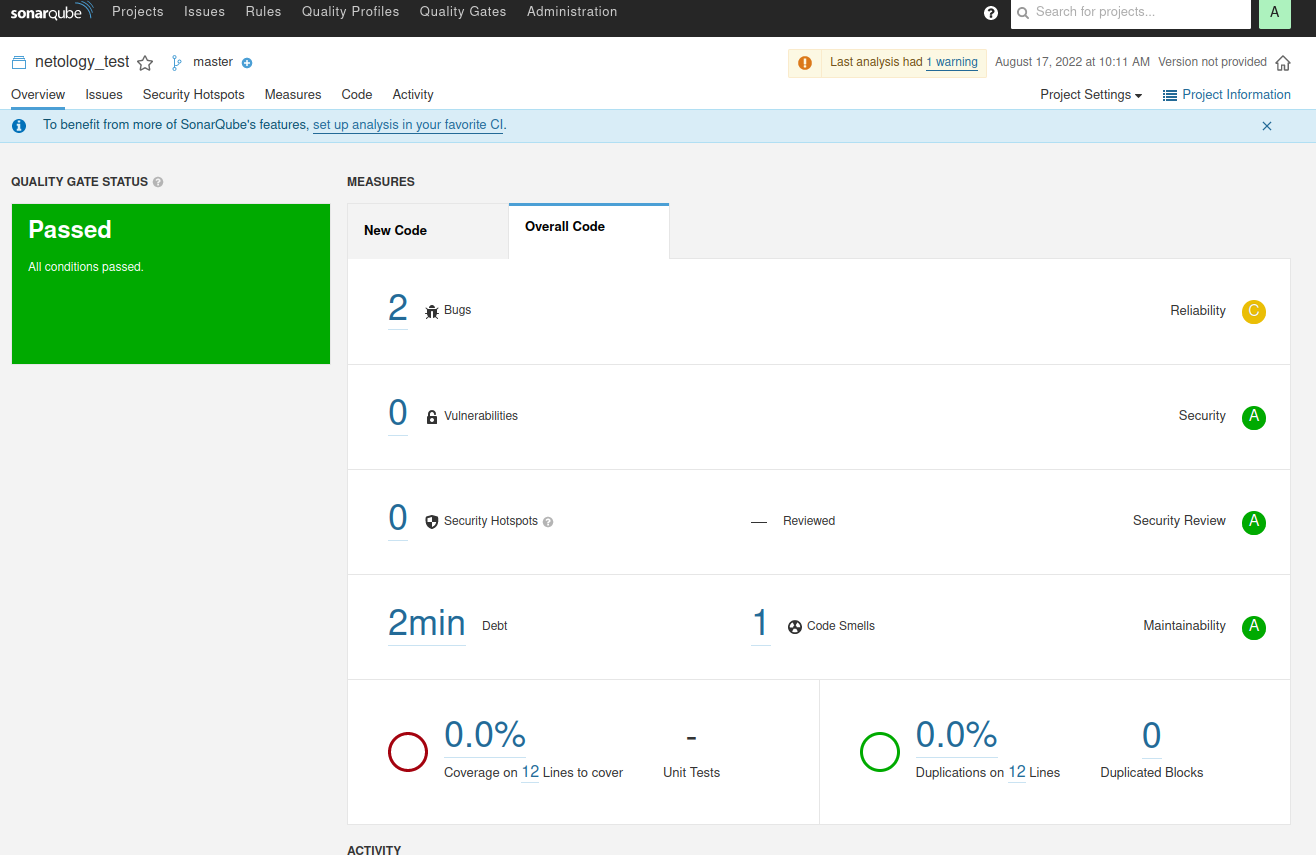 sonarqube Projects Issues Rules Quality Profiles Quality Gates Administration ? Search for projects... A
netology_test master Last analysis had 1 warning August 17, 2022 at 10:11 AM Version not provided
Overview Issues Security Hotspots Measures Code Activity Project Settings Project Information
To benefit from more of SonarQube's features, set up analysis in your favorite CI.
QUALITY GATE STATUS ?
Passed
All conditions passed.
MEASURES
New Code Overall Code
2 Bugs Reliability C
0 Vulnerabilities Security A
0 Security Hotspots ? — Reviewed Security Review A
2min Debt 1 Code Smells Maintainability A
0.0%
Coverage on 12 Lines to cover
-
Unit Tests
0.0%
Duplications on 12 Lines
0
Duplicated Blocks
ACTIVITY